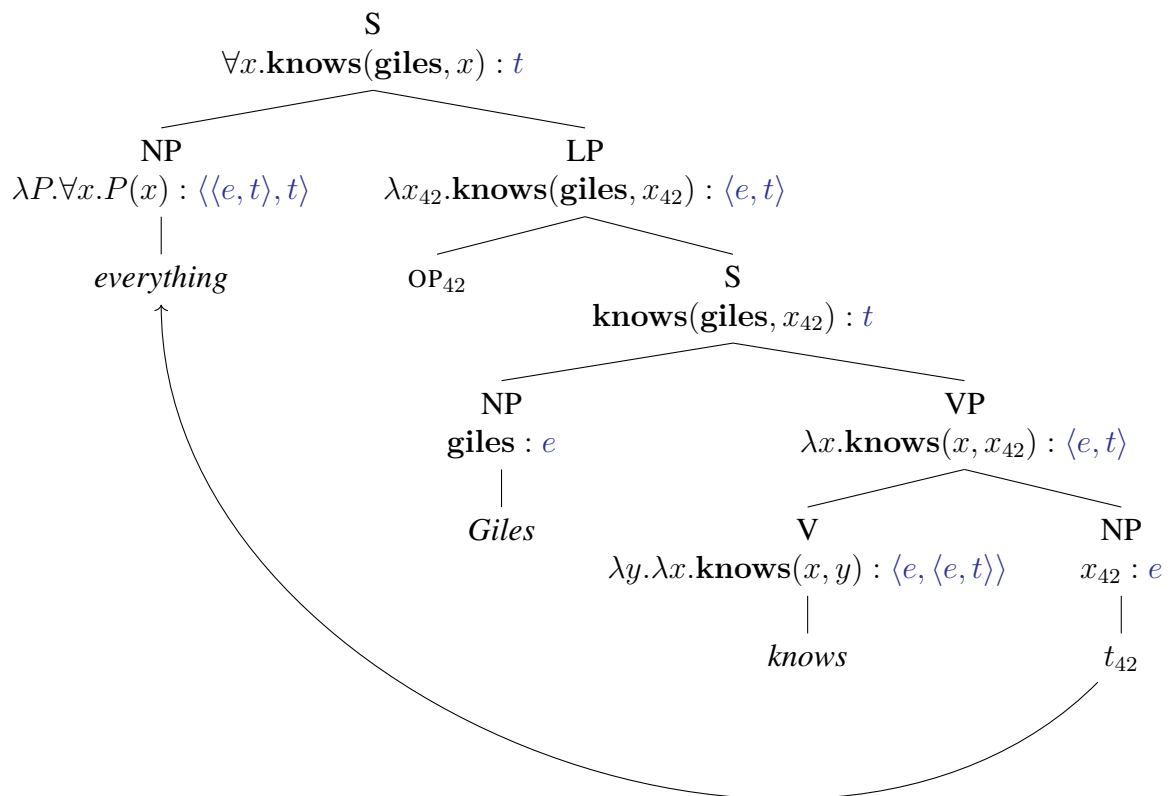 S
∀x.knows(giles, x) : t
NP LP
λP.∀x.P(x) : ⟨⟨e, t⟩, t⟩ λx₄₂.knows(giles, x₄₂) : ⟨e, t⟩
everything OP₄₂ S
knows(giles, x₄₂) : t
NP VP
giles : e λx.knows(x, x₄₂) : ⟨e, t⟩
Giles V NP
λy.λx.knows(x, y) : ⟨e, ⟨e, t⟩⟩ x₄₂ : e
knows t₄₂